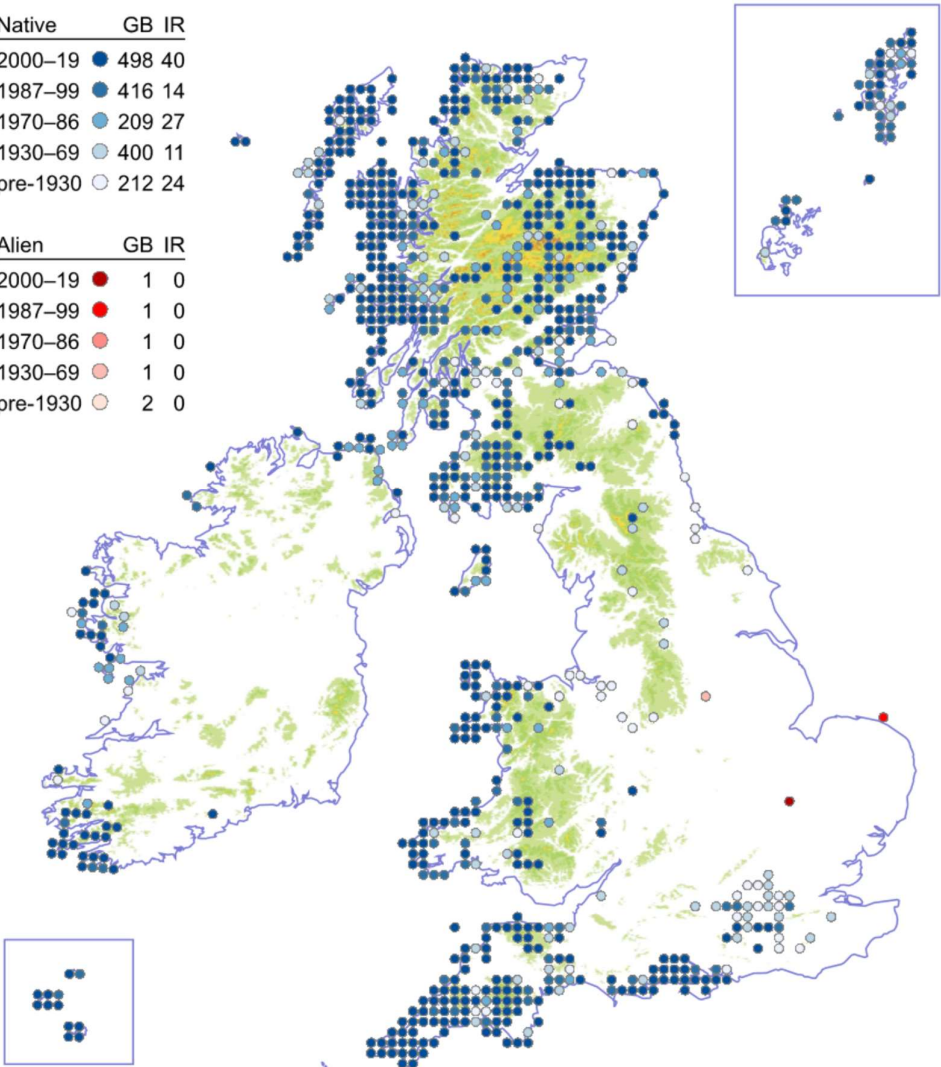 Native GB IR
2000–19 498 40
1987–99 416 14
1970–86 209 27
1930–69 400 11
pre-1930 212 24
Alien GB IR
2000–19 1 0
1987–99 1 0
1970–86 1 0
1930–69 1 0
pre-1930 2 0